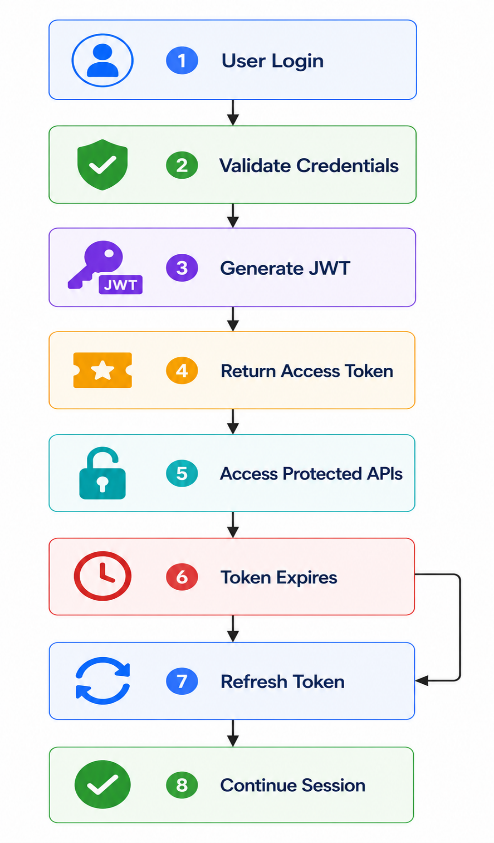 1 User Login
2 Validate Credentials
JWT
3 Generate JWT
4 Return Access Token
5 Access Protected APIs
6 Token Expires
7 Refresh Token
8 Continue Session